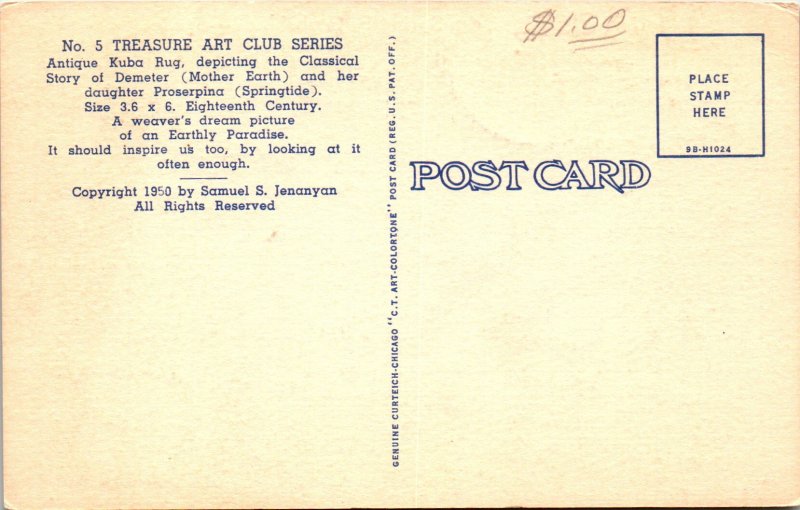 No. 5 TREASURE ART CLUB SERIES
Antique Kuba Rug, depicting the Classical
Story of Demeter (Mother Earth) and her
daughter Proserpina (Springtide).
Size 3.6 x 6. Eighteenth Century.
A weaver's dream picture
of an Earthly Paradise.
It should inspire us too, by looking at it
often enough.
Copyright 1950 by Samuel S. Jenanyan
All Rights Reserved
GENUINE CURTEICH-CHICAGO "C.T. ART-COLORTONE" POST CARD (REG. U.S. PAT. OFF.)
$1.00
PLACE
STAMP
HERE
9B-H1024
POST CARD